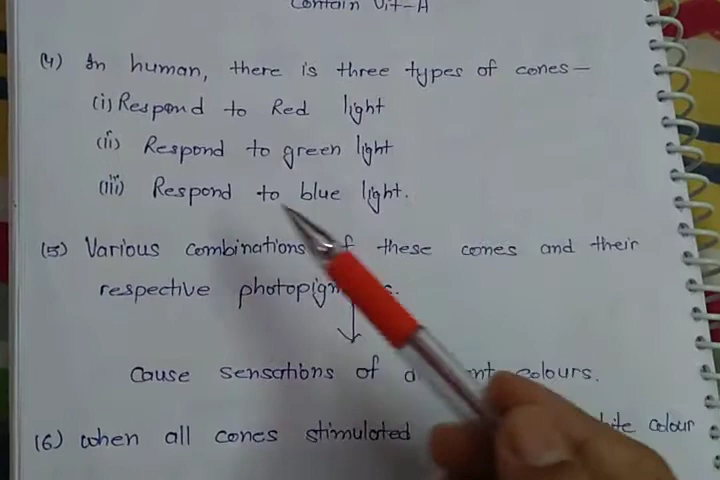 Contain Vit-A
(4) In human, there is three types of cones—
(i) Respond to Red light
(ii) Respond to green light
(iii) Respond to blue light.
(5) Various combinations of these cones and their
respective
Cause sensations of colours.
(6) when all cones stimulated colour